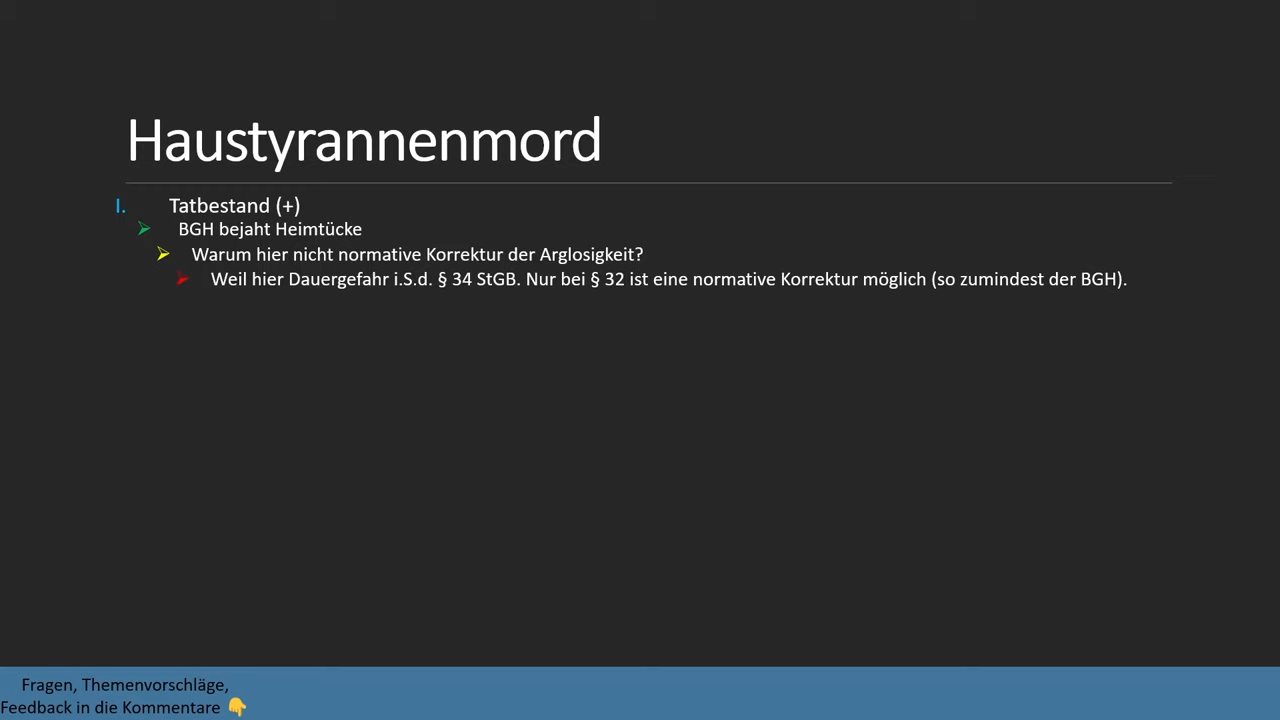 Haustyrannenmord
I. Tatbestand (+)
BGH bejaht Heimtücke
Warum hier nicht normative Korrektur der Arglosigkeit?
Weil hier Dauergefahr i.S.d. § 34 StGB. Nur bei § 32 ist eine normative Korrektur möglich (so zumindest der BGH).
Fragen, Themenvorschläge,
Feedback in die Kommentare 👇